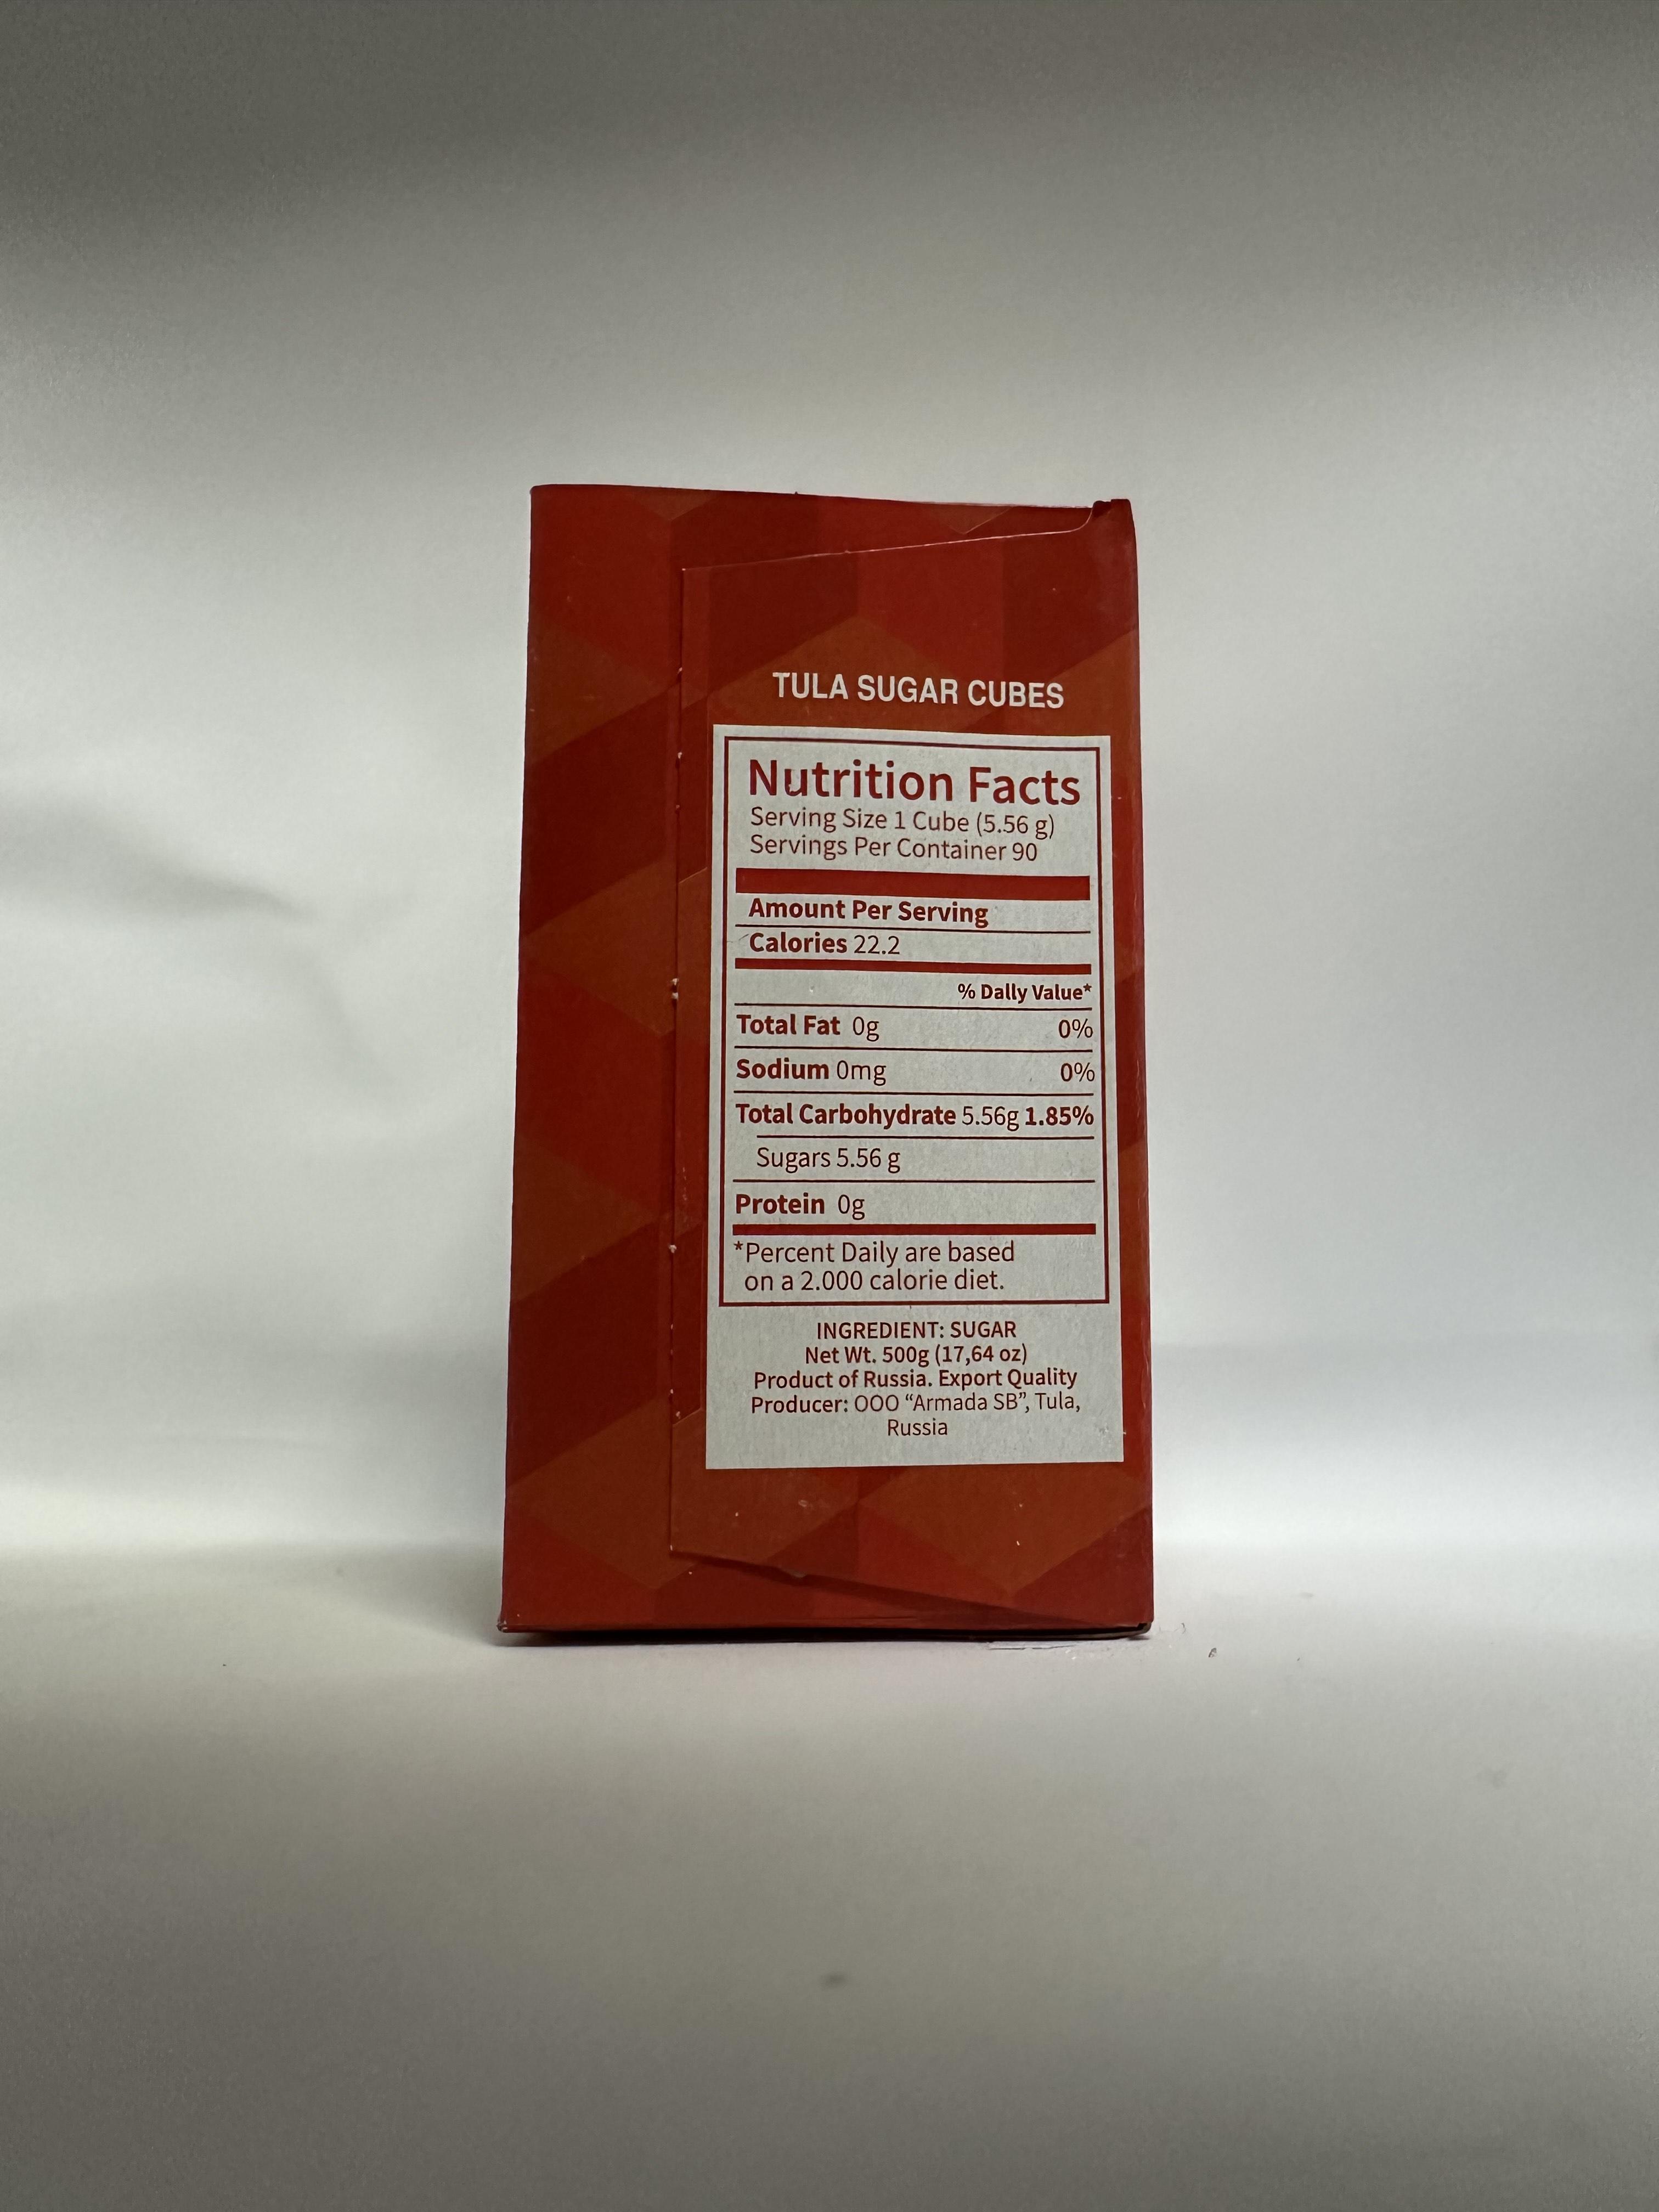 TULA SUGAR CUBES
Nutrition Facts
Serving Size 1 Cube (5.56 g)
Servings Per Container 90
Amount Per Serving
Calories 22.2
% Dally Value*
Total Fat 0g 0%
Sodium 0mg 0%
Total Carbohydrate 5.56g 1.85%
Sugars 5.56 g
Protein 0g
*Percent Daily are based
on a 2.000 calorie diet.
INGREDIENT: SUGAR
Net Wt. 500g (17,64 oz)
Product of Russia. Export Quality
Producer: OOO “Armada SB”, Tula,
Russia